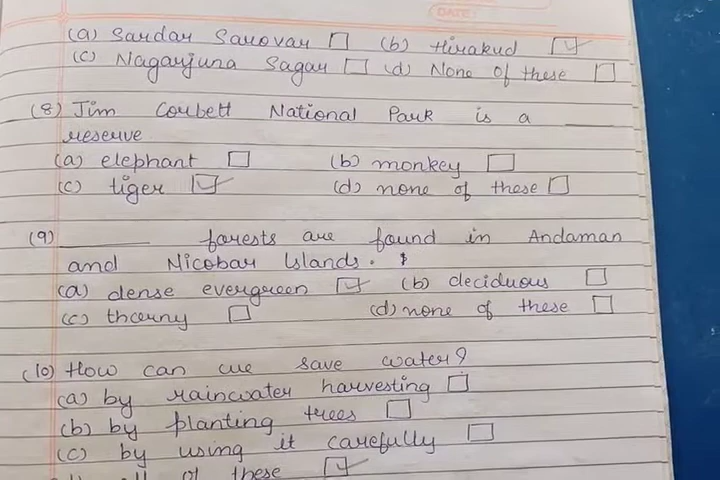 DATE:
(a) Sardar Sarovar □ (b) Hirakud ☑
(c) Nagarjuna Sagar □ (d) None of these □
(8) Jim Corbett National Park is a ______
reserve
(a) elephant □ (b) monkey □
(c) tiger ☑ (d) none of these □
(9) ______ forests are found in Andaman
and Nicobar Islands.
(a) dense evergreen ☑ (b) deciduous □
(c) thorny □ (d) none of these □
(10) How can we save water?
(a) by rainwater harvesting □
(b) by planting trees □
(c) by using it carefully □
of these ☑